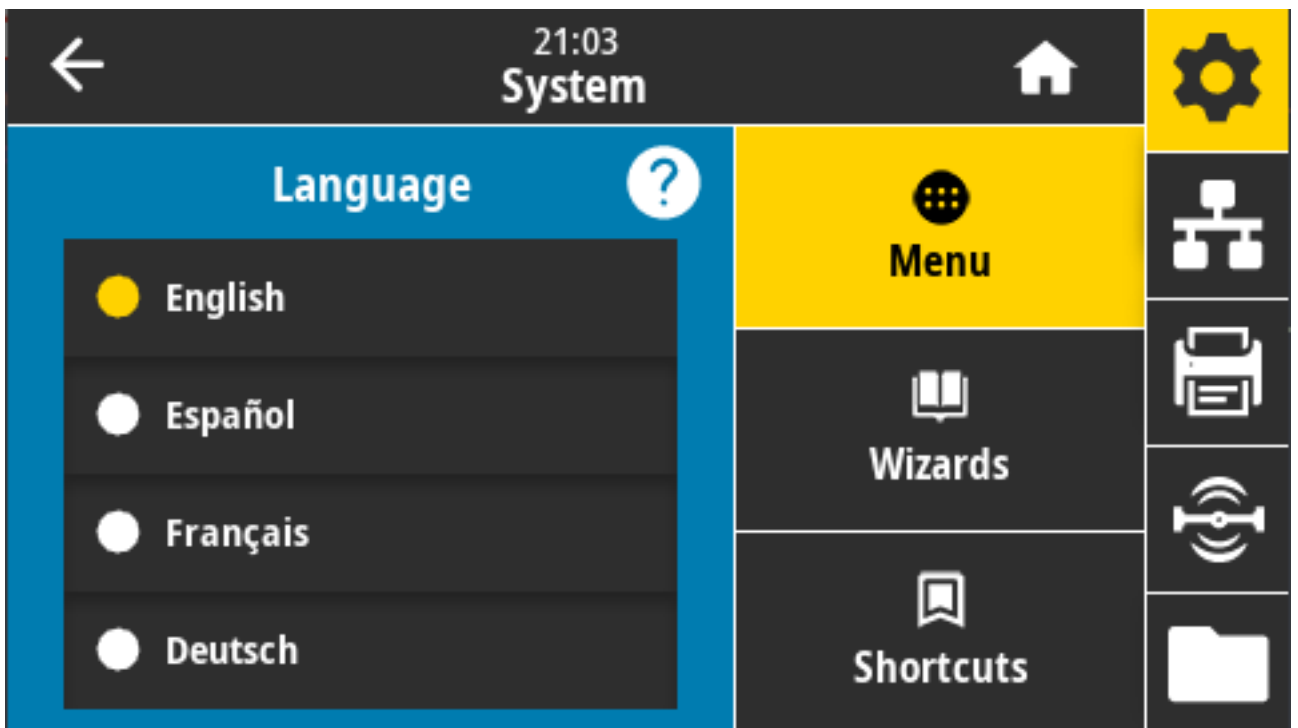 21:03
System
Language
?
English
Español
Français
Deutsch
Menu
Wizards
Shortcuts